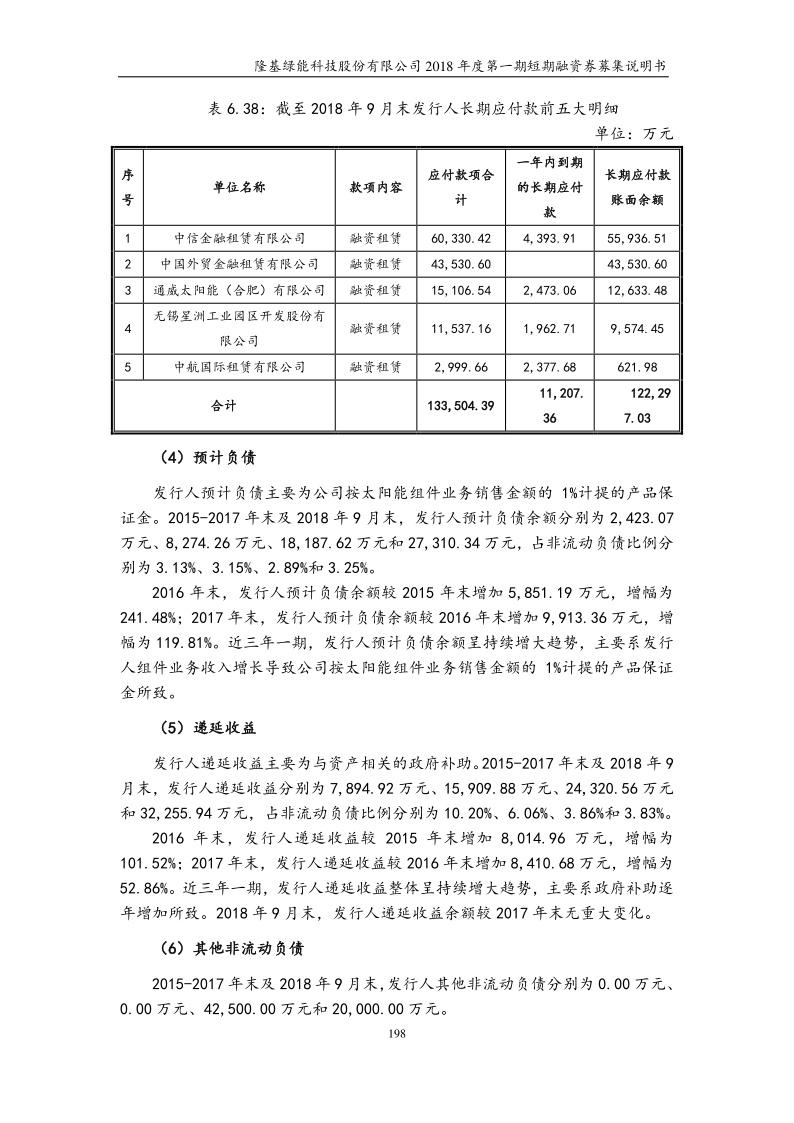 隆基绿能科技股份有限公司 2018 年度第一期短期融资券募集说明书
表 6.38：截至 2018 年 9 月末发行人长期应付款前五大明细
单位：万元
序号 单位名称 款项内容 应付款项合计 一年内到期的长期应付款 长期应付款账面余额
1 中信金融租赁有限公司 融资租赁 60,330.42 4,393.91 55,936.51
2 中国外贸金融租赁有限公司 融资租赁 43,530.60 43,530.60
3 通威太阳能（合肥）有限公司 融资租赁 15,106.54 2,473.06 12,633.48
4 无锡星洲工业园区开发股份有限公司 融资租赁 11,537.16 1,962.71 9,574.45
5 中航国际租赁有限公司 融资租赁 2,999.66 2,377.68 621.98
合计 133,504.39 11,207.36 122,297.03
（4）预计负债
发行人预计负债主要为公司按太阳能组件业务销售金额的 1%计提的产品保
证金。2015-2017 年末及 2018 年 9 月末，发行人预计负债余额分别为 2,423.07
万元、8,274.26 万元、18,187.62 万元和 27,310.34 万元，占非流动负债比例分
别为 3.13%、3.15%、2.89%和 3.25%。
2016 年末，发行人预计负债余额较 2015 年末增加 5,851.19 万元，增幅为
241.48%；2017 年末，发行人预计负债余额较 2016 年末增加 9,913.36 万元，增
幅为 119.81%。近三年一期，发行人预计负债余额呈持续增大趋势，主要系发行
人组件业务收入增长导致公司按太阳能组件业务销售金额的 1%计提的产品保证
金所致。
（5）递延收益
发行人递延收益主要为与资产相关的政府补助。2015-2017 年末及 2018 年 9
月末，发行人递延收益分别为 7,894.92 万元、15,909.88 万元、24,320.56 万元
和 32,255.94 万元，占非流动负债比例分别为 10.20%、6.06%、3.86%和 3.83%。
2016 年末，发行人递延收益较 2015 年末增加 8,014.96 万元，增幅为
101.52%；2017 年末，发行人递延收益较 2016 年末增加 8,410.68 万元，增幅为
52.86%。近三年一期，发行人递延收益整体呈持续增大趋势，主要系政府补助逐
年增加所致。2018 年 9 月末，发行人递延收益余额较 2017 年末无重大变化。
（6）其他非流动负债
2015-2017 年末及 2018 年 9 月末，发行人其他非流动负债分别为 0.00 万元、
0.00 万元、42,500.00 万元和 20,000.00 万元。
198